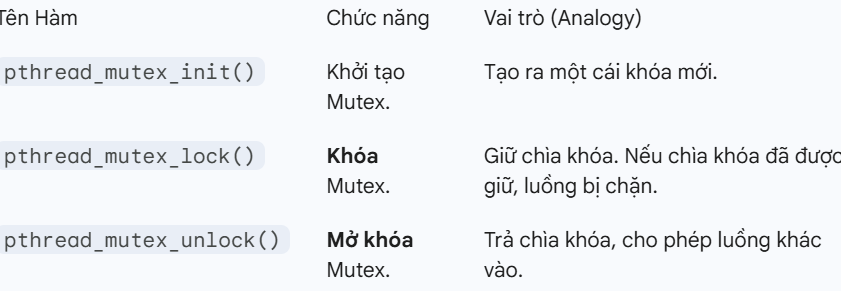 Tên Hàm Chức năng Vai trò (Analogy)
pthread_mutex_init() Khởi tạo Tạo ra một cái khóa mới.
Mutex.
pthread_mutex_lock() Khóa Giữ chìa khóa. Nếu chìa khóa đã được
Mutex. giữ, luồng bị chặn.
pthread_mutex_unlock() Mở khóa Trả chìa khóa, cho phép luồng khác
Mutex. vào.